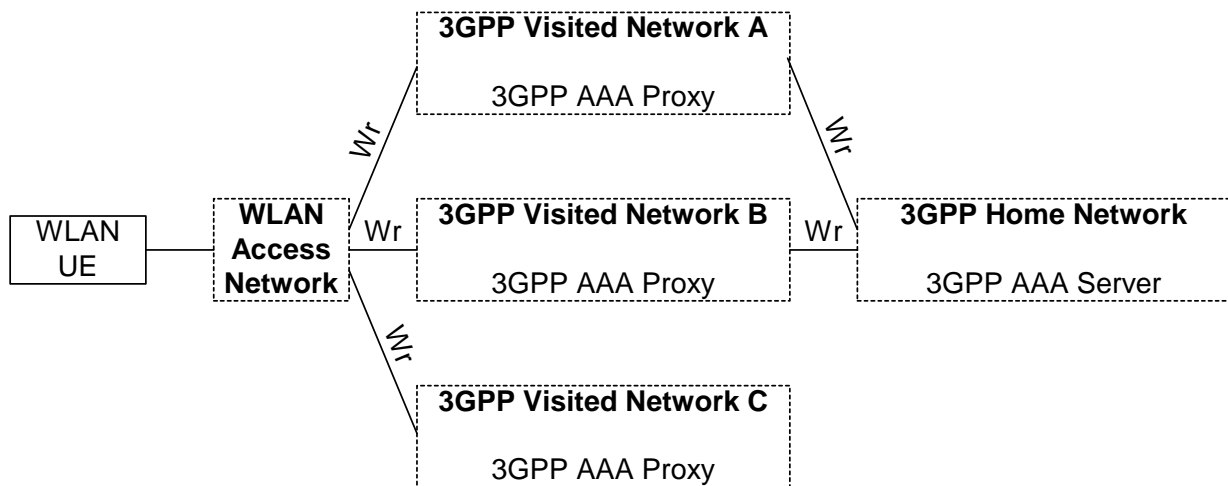 3GPP Visited Network A
3GPP AAA Proxy
Wr
Wr
WLAN
UE
WLAN
Access
Network
Wr
3GPP Visited Network B
3GPP AAA Proxy
Wr
3GPP Home Network
3GPP AAA Server
Wr
3GPP Visited Network C
3GPP AAA Proxy